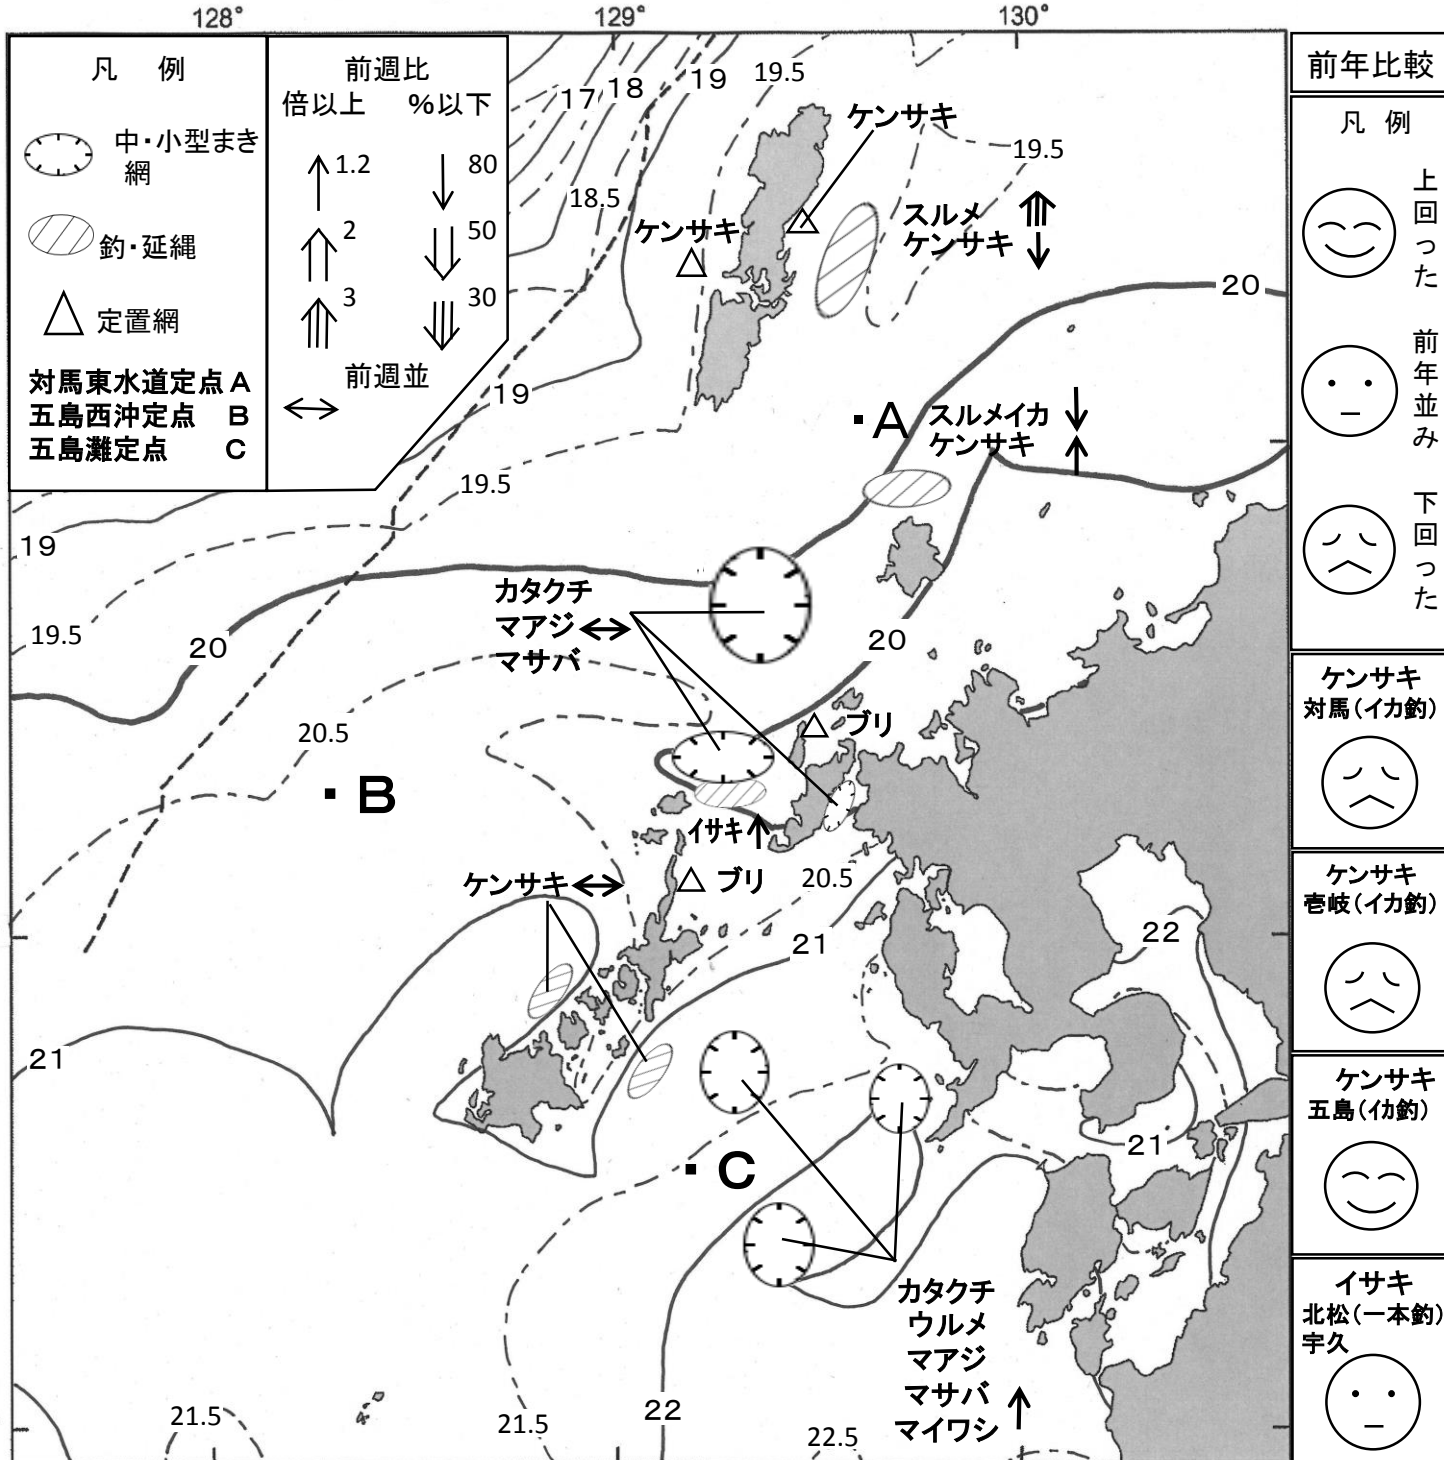 128°
129°
130°
凡 例
中・小型まき
網
釣・延縄
定置網
対馬東水道定点 A
五島西沖定点 B
五島灘定点 C
前週比
倍以上 %以下
1.2 80
2 50
3 30
前週並
17
18
19
19.5
18.5
ケンサキ
19.5
ケンサキ
スルメ
ケンサキ
20
19
A
スルメイカ
ケンサキ
19.5
19
カタクチ
マアジ
マサバ
19.5
20
20
20.5
ブリ
B
イサキ
ケンサキ
ブリ
20.5
21
22
21
21
C
カタクチ
ウルメ
マアジ
マサバ
マイワシ
21.5
21.5
22
22.5
前年比較
凡 例
上回った
前年並み
下回った
ケンサキ
対馬(イカ釣)
ケンサキ
壱岐(イカ釣)
ケンサキ
五島(イカ釣)
イサキ
北松(一本釣)
宇久